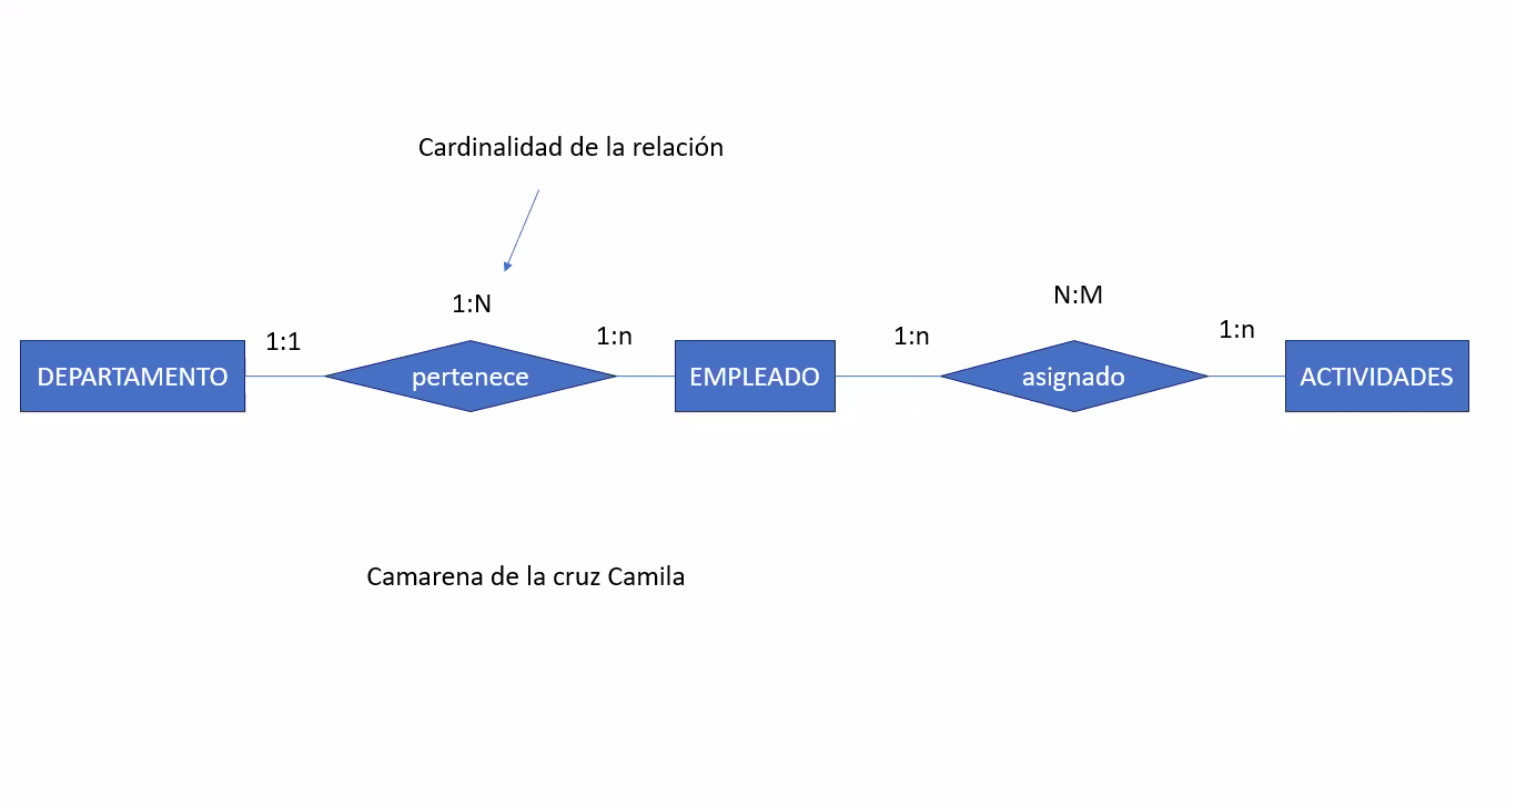 Cardinalidad de la relación
1:N
N:M
1:1
1:n
1:n
1:n
DEPARTAMENTO
pertenece
EMPLEADO
asignado
ACTIVIDADES
Camarena de la cruz Camila